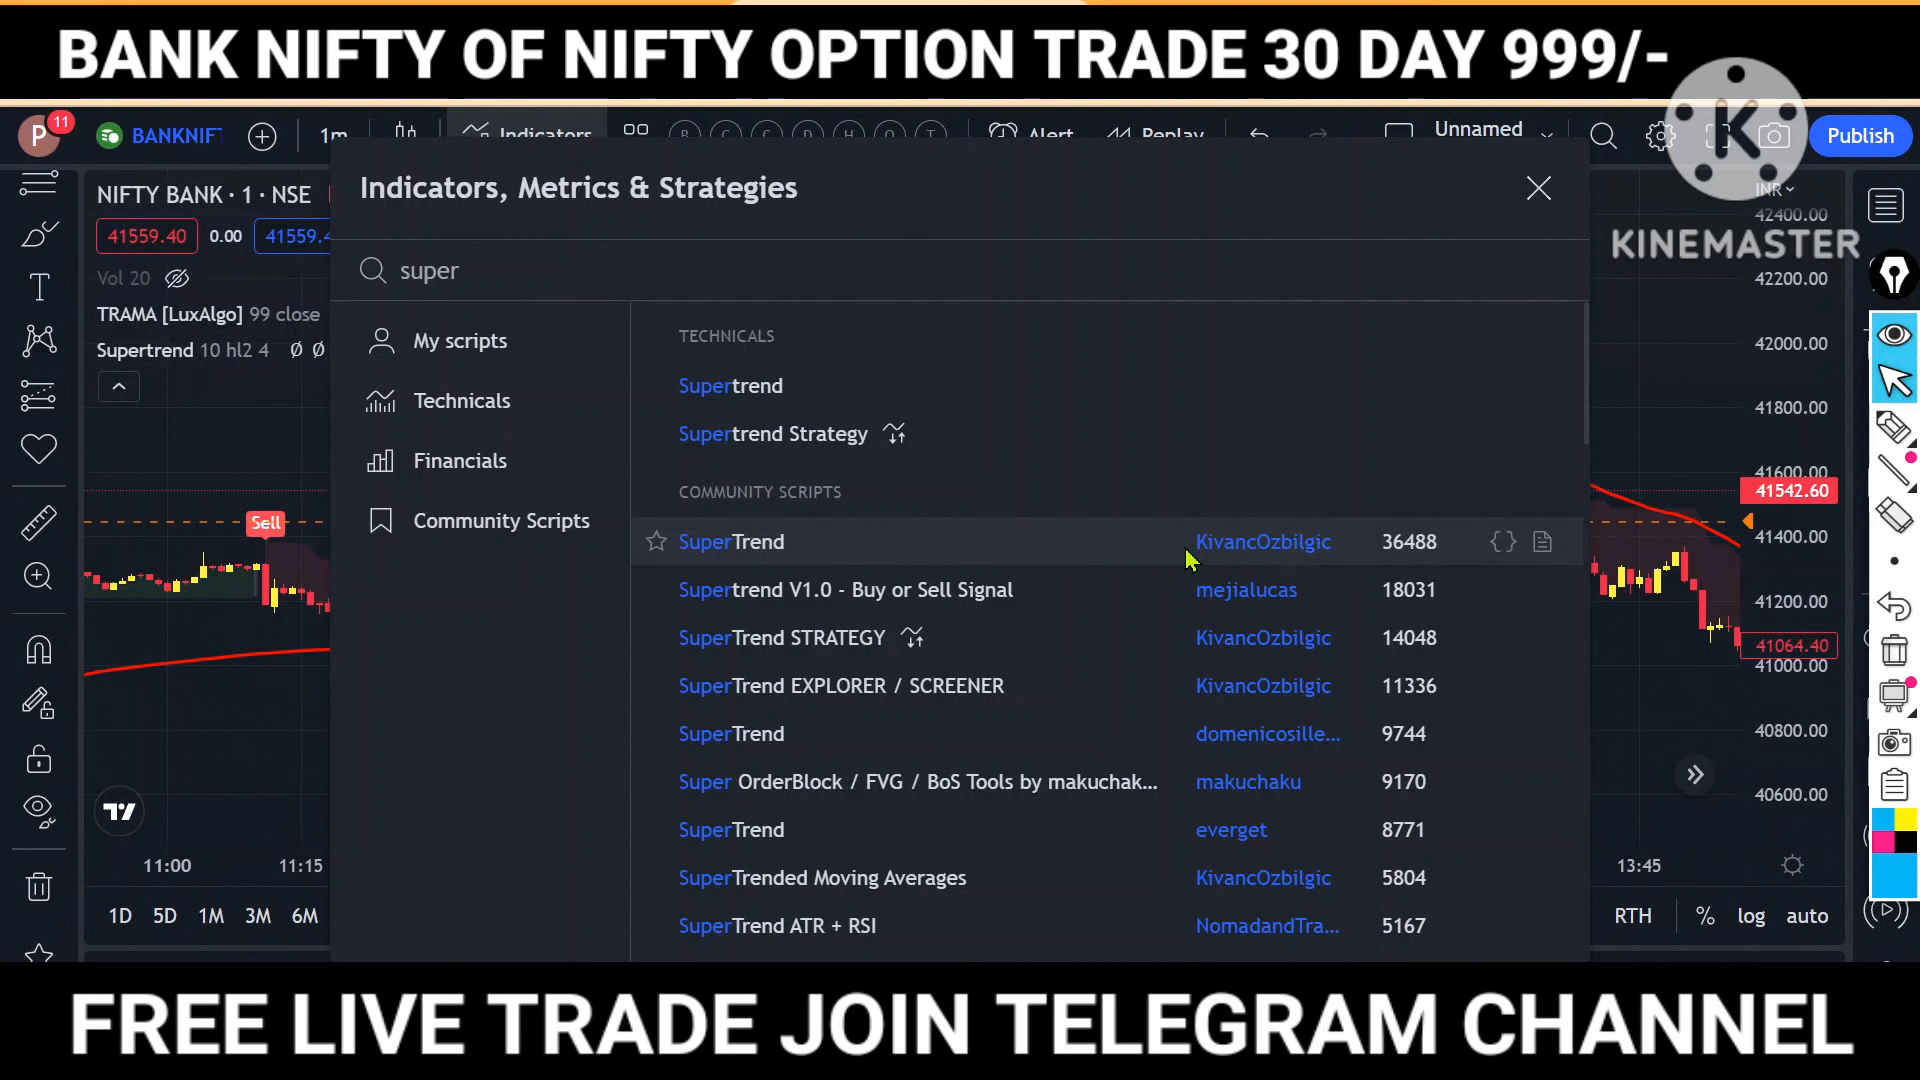 BANK NIFTY OF NIFTY OPTION TRADE 30 DAY 999/-
P 11 BANKNIF 1m Indicators B C C D H O T Alert Replay Unnamed Publish
K
KINEMASTER
NIFTY BANK · 1 · NSE
41559.40 0.00 41559.4
Vol 20
TRAMA [LuxAlgo] 99 close
Supertrend 10 hl2 4 Ø Ø
Sell
11:00 11:15
1D 5D 1M 3M 6M
Indicators, Metrics & Strategies
super
My scripts
Technicals
Financials
Community Scripts
TECHNICALS
Supertrend
Supertrend Strategy
COMMUNITY SCRIPTS
SuperTrend KivancOzbilgic 36488
Supertrend V1.0 - Buy or Sell Signal mejialucas 18031
SuperTrend STRATEGY KivancOzbilgic 14048
SuperTrend EXPLORER / SCREENER KivancOzbilgic 11336
SuperTrend domenicosille... 9744
Super OrderBlock / FVG / BoS Tools by makuchak... makuchaku 9170
SuperTrend everget 8771
SuperTrended Moving Averages KivancOzbilgic 5804
SuperTrend ATR + RSI NomadandTra... 5167
INR
42400.00
42200.00
42000.00
41800.00
41600.00
41542.60
41400.00
41200.00
41064.40
41000.00
40800.00
40600.00
13:45
RTH % log auto
FREE LIVE TRADE JOIN TELEGRAM CHANNEL